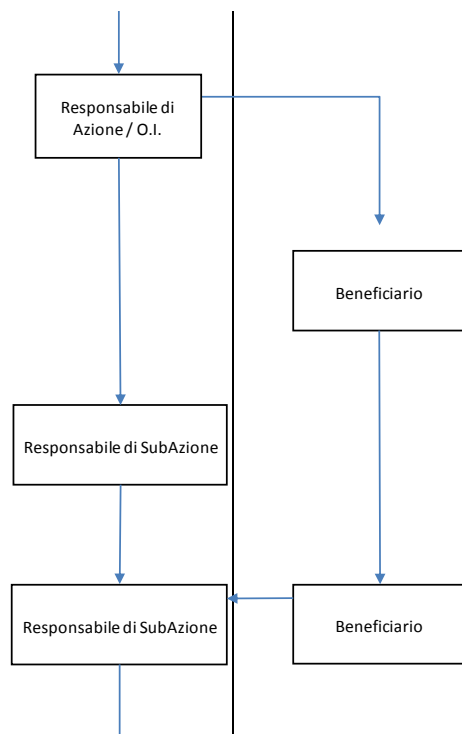 Responsabile di
Azione / O.I.
Beneficiario
Responsabile di SubAzione
Responsabile di SubAzione
Beneficiario